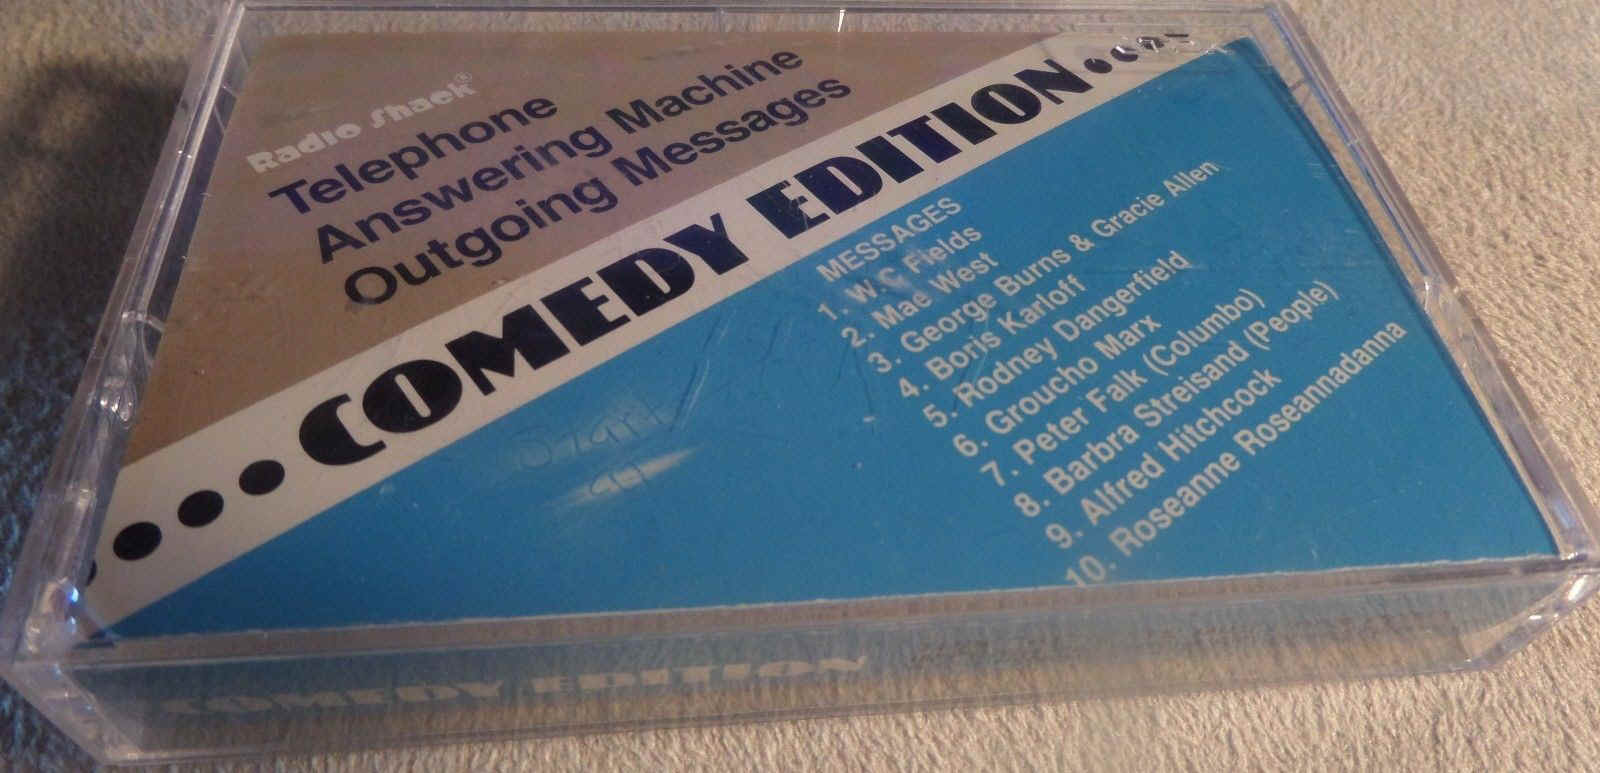 Radio Shack®
Telephone
Answering Machine
Outgoing Messages
COMEDY EDITION
MESSAGES
1. W.C. Fields
2. Mae West
3. George Burns & Gracie Allen
4. Boris Karloff
5. Rodney Dangerfield
6. Groucho Marx
7. Peter Falk (Columbo)
8. Barbra Streisand (People)
9. Alfred Hitchcock
10. Roseanne Roseannadanna
COMEDY EDITION